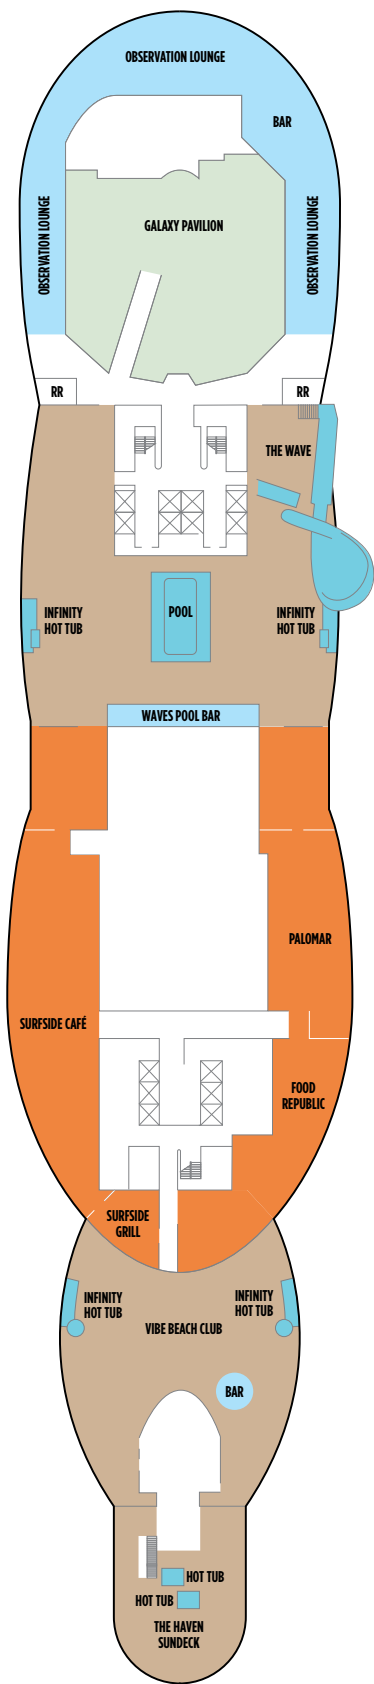 OBSERVATION LOUNGE
BAR
GALAXY PAVILION
OBSERVATION LOUNGE
OBSERVATION LOUNGE
RR
RR
THE WAVE
INFINITY
HOT TUB
POOL
INFINITY
HOT TUB
WAVES POOL BAR
PALOMAR
SURFSIDE CAFÉ
FOOD
REPUBLIC
SURFSIDE
GRILL
INFINITY
HOT TUB
INFINITY
HOT TUB
VIBE BEACH CLUB
BAR
HOT TUB
HOT TUB
THE HAVEN
SUNDECK